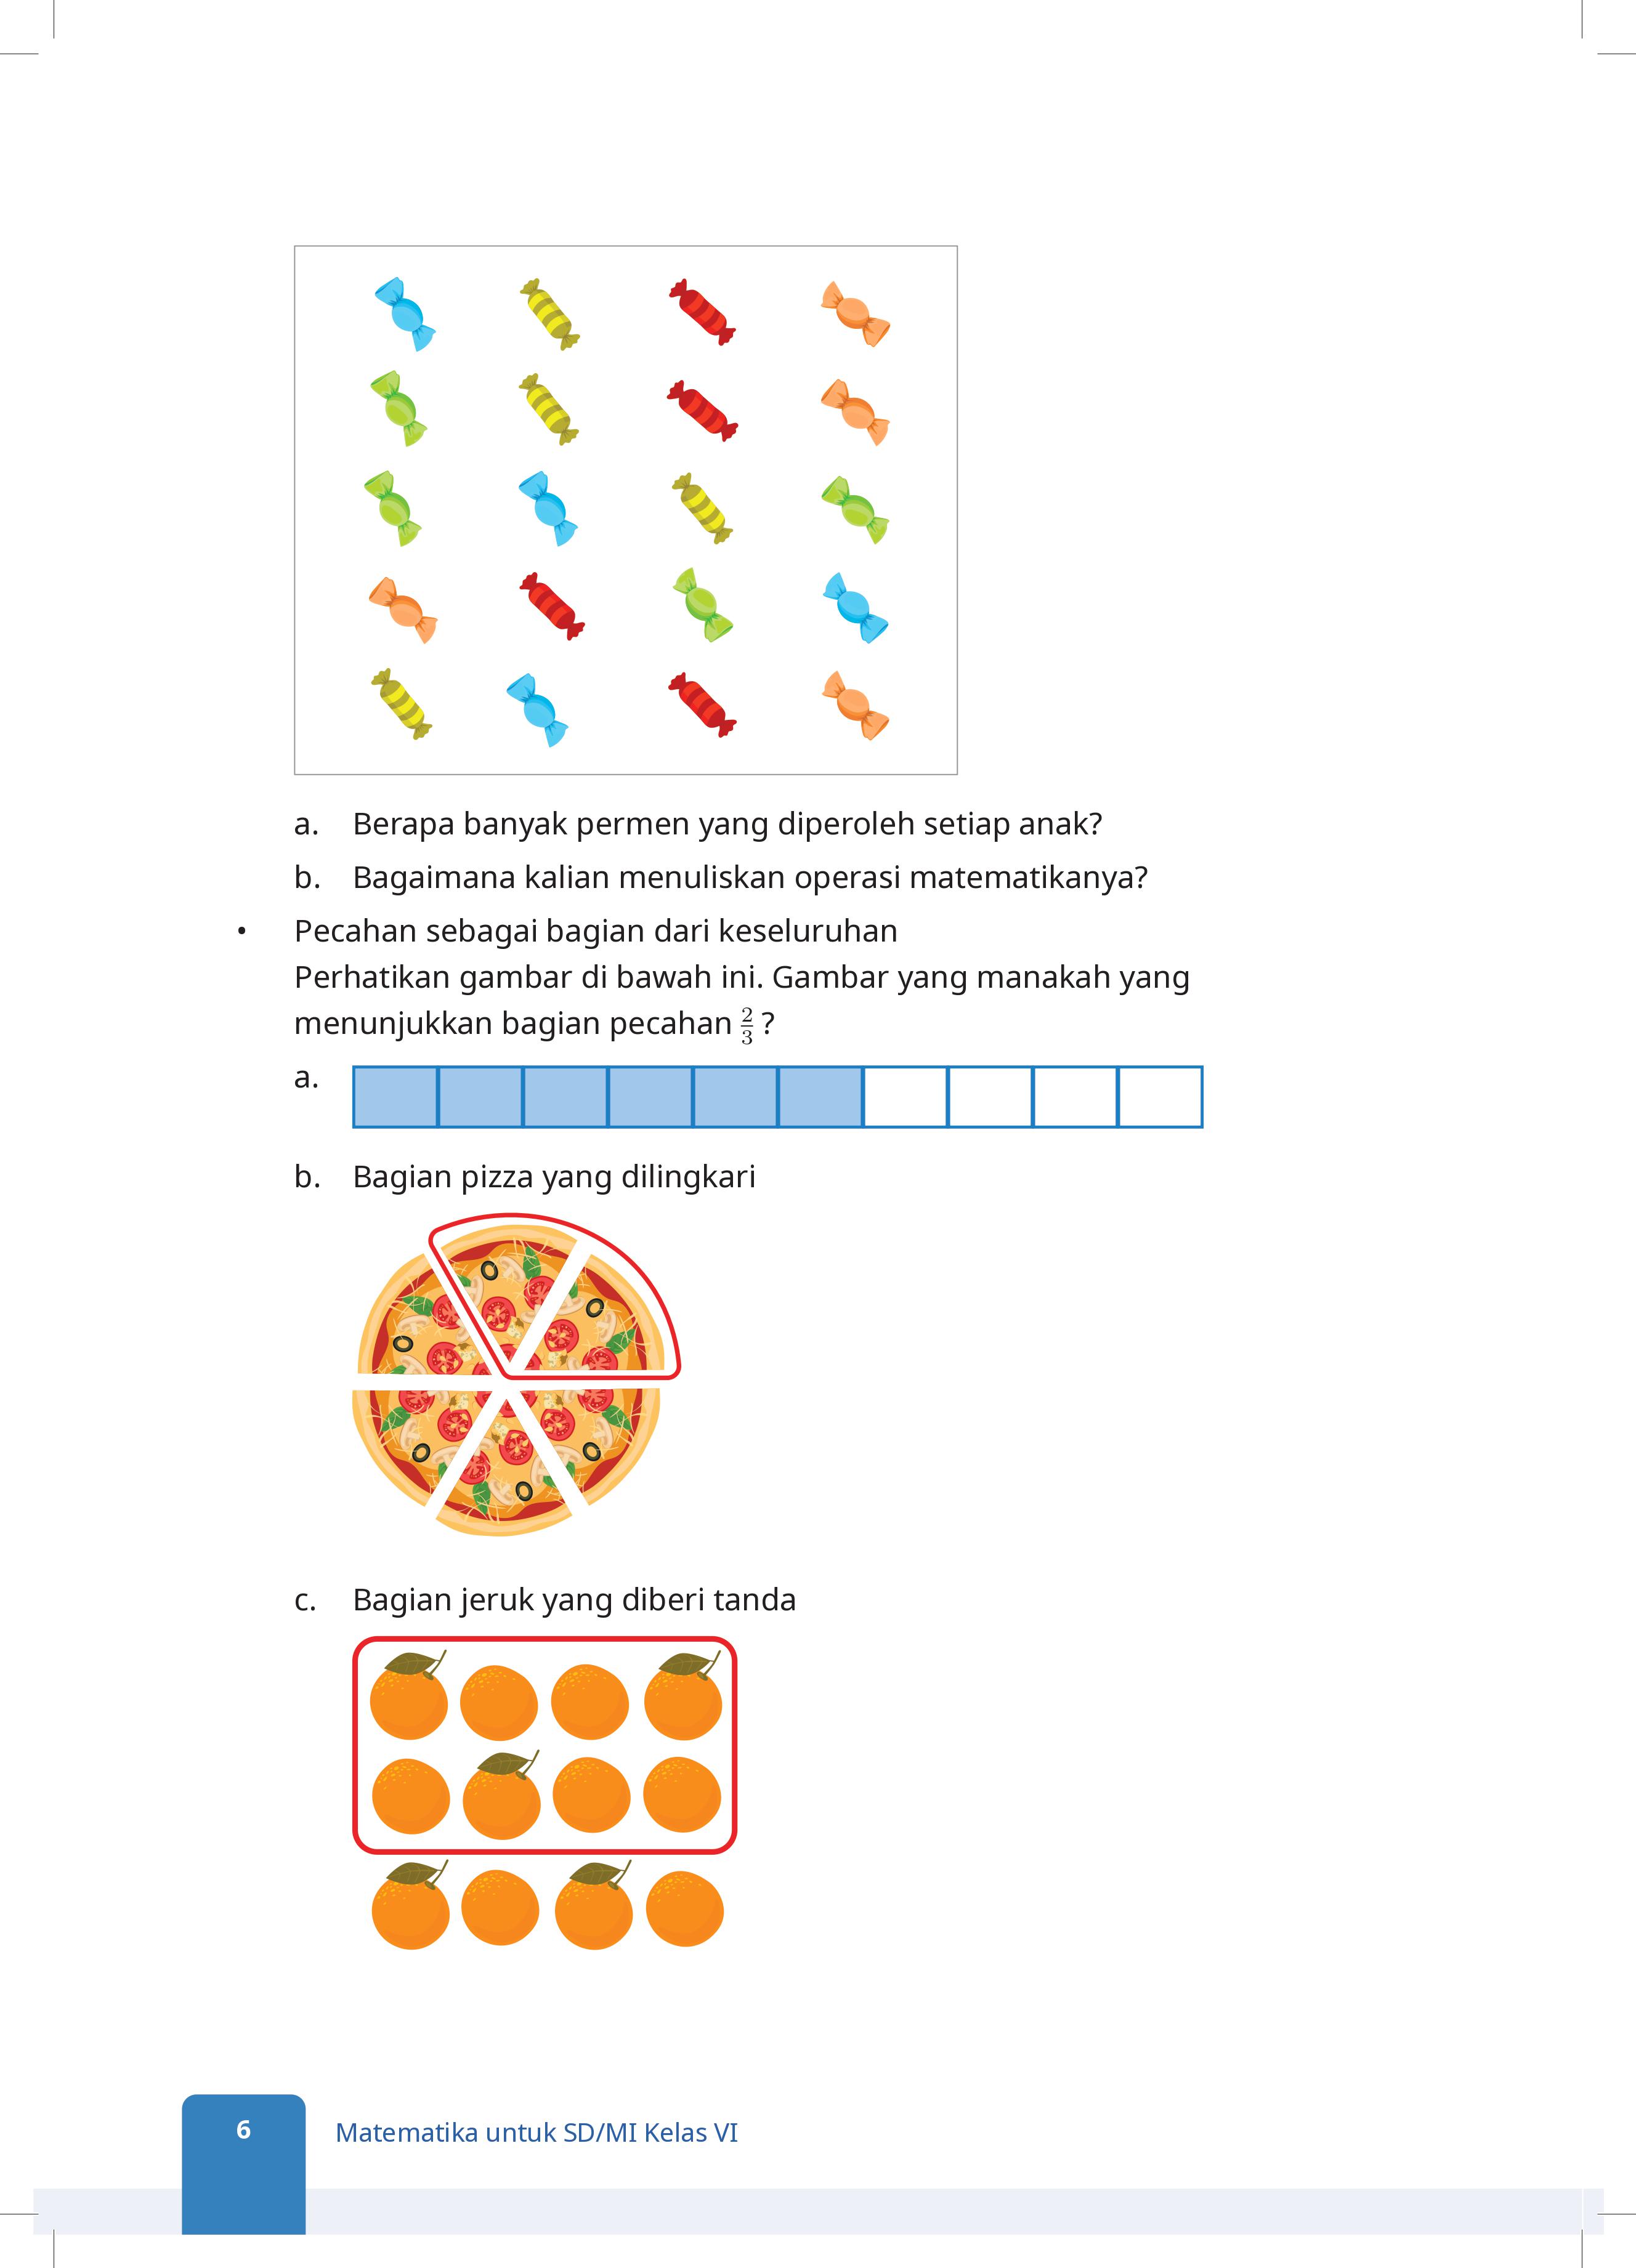 a. Berapa banyak permen yang diperoleh setiap anak?
b. Bagaimana kalian menuliskan operasi matematikanya?
• Pecahan sebagai bagian dari keseluruhan
Perhatikan gambar di bawah ini. Gambar yang manakah yang
menunjukkan bagian pecahan 2/3 ?
a.
b. Bagian pizza yang dilingkari
c. Bagian jeruk yang diberi tanda
6 Matematika untuk SD/MI Kelas VI